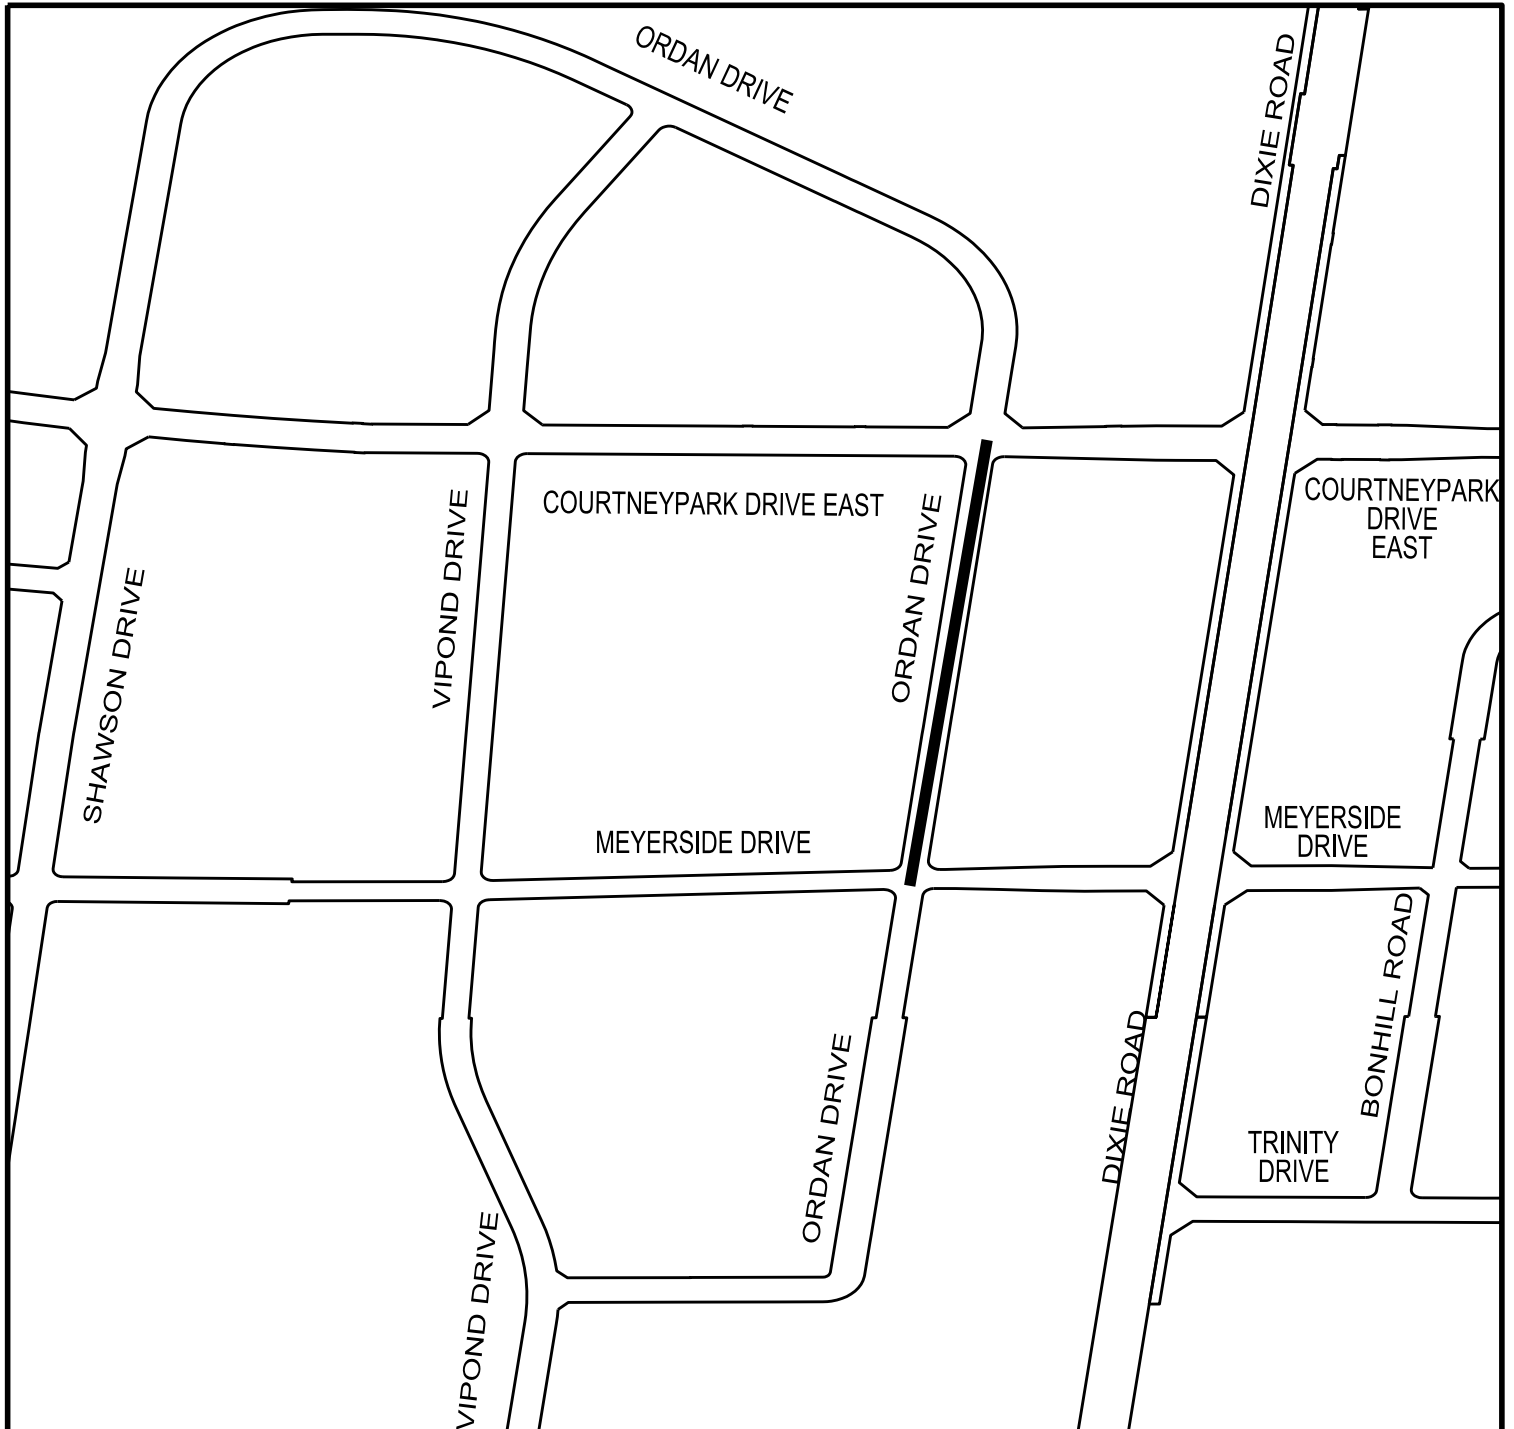 ORDAN DRIVE
DIXIE ROAD
COURTNEYPARK DRIVE EAST
COURTNEYPARK
DRIVE
EAST
VIPOND DRIVE
ORDAN DRIVE
SHAWSON DRIVE
MEYERSIDE DRIVE
MEYERSIDE
DRIVE
BONHILL ROAD
DIXIE ROAD
ORDAN DRIVE
TRINITY
DRIVE
VIPOND DRIVE